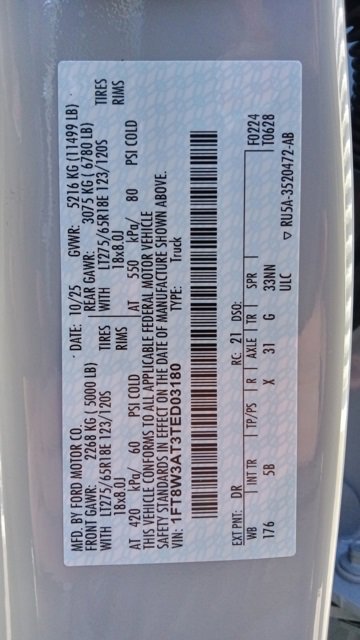 MFD. BY FORD MOTOR CO.
DATE: 10/25 GVWR: 5216 KG (11499 LB)
FRONT GAWR: 2268 KG ( 5000 LB) REAR GAWR: 3075 KG ( 6780 LB)
WITH LT275/65R18E 123/120S TIRES WITH LT275/65R18E 123/120S TIRES
18x8.0J RIMS 18x8.0J RIMS
AT 420 kPa/ 60 PSI COLD AT 550 kPa/ 80 PSI COLD
THIS VEHICLE CONFORMS TO ALL APPLICABLE FEDERAL MOTOR VEHICLE
SAFETY STANDARDS IN EFFECT ON THE DATE OF MANUFACTURE SHOWN ABOVE.
VIN: 1FT8W3AT3TED03180 TYPE: Truck
F0224
T0628
EXT PNT: DR RC: 21 DSO:
WB INT TR TP/PS R AXLE TR SPR
176 5B X 31 G 33NN
ULC
▽ RU5A-3520472-AB